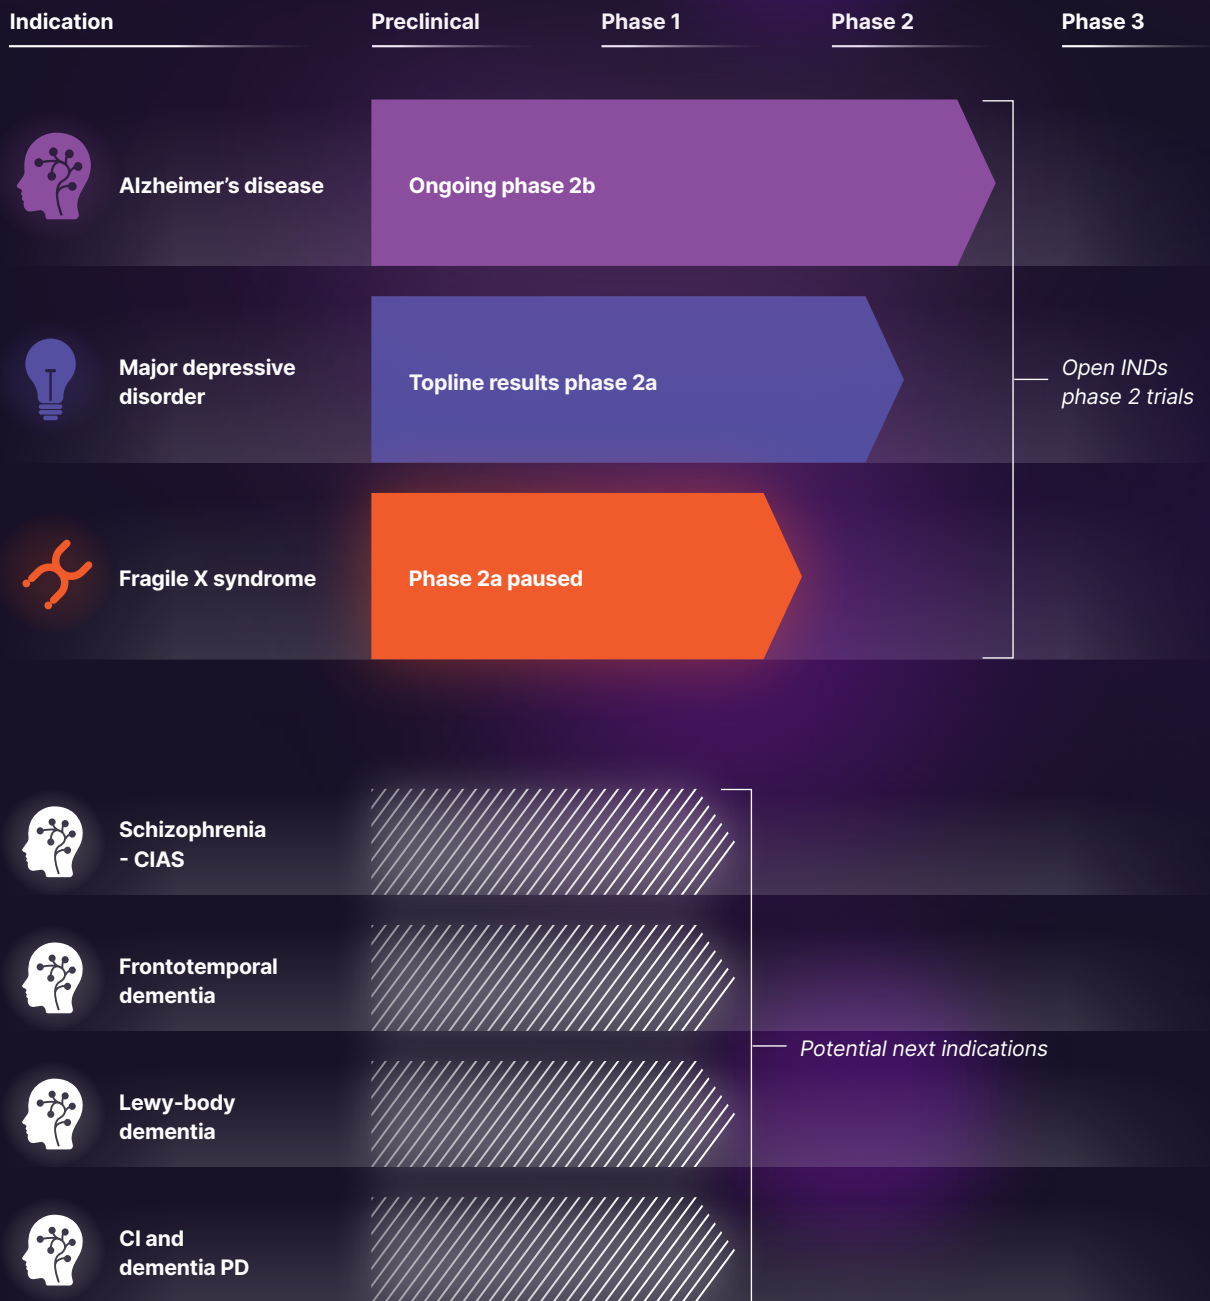 Indication Preclinical Phase 1 Phase 2 Phase 3
Alzheimer’s disease Ongoing phase 2b
Major depressive
disorder
Topline results phase 2a
Open INDs
phase 2 trials
Fragile X syndrome Phase 2a paused
Schizophrenia
- CIAS
Frontotemporal
dementia
Potential next indications
Lewy-body
dementia
CI and
dementia PD